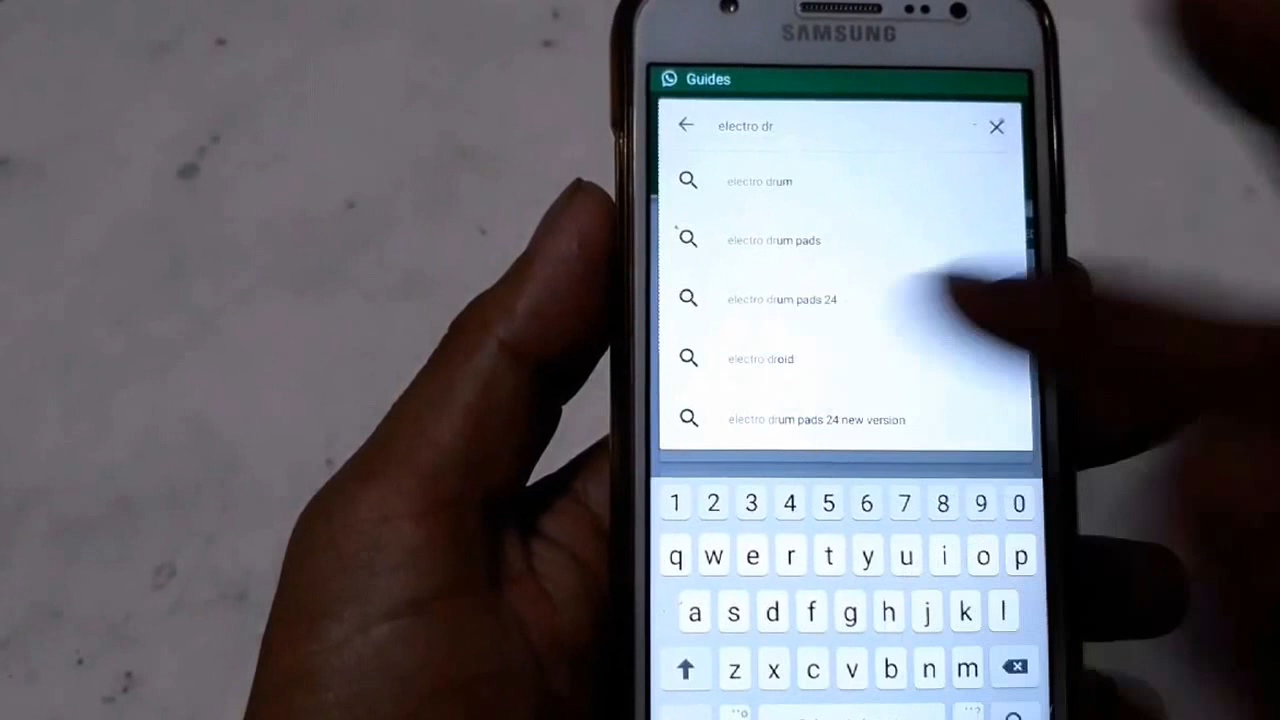 SAMSUNG
Guides
electro dr
electro drum
electro drum pads
electro drum pads 24
electro droid
electro drum pads 24 new version
1 2 3 4 5 6 7 8 9 0
q w e r t y u i o p
a s d f g h j k l
z x c v b n m